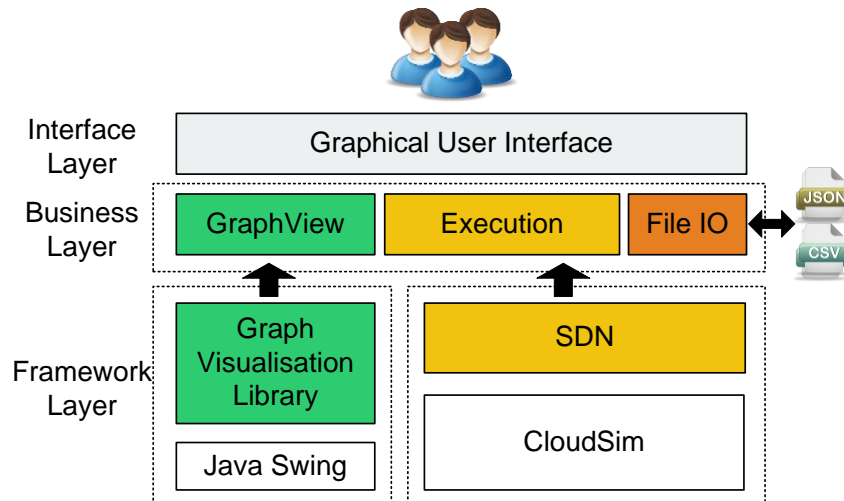 Interface
Layer
Graphical User Interface
Business
Layer
GraphView
Execution
File IO
JSON
CSV
Framework
Layer
Graph
Visualisation
Library
Java Swing
SDN
CloudSim